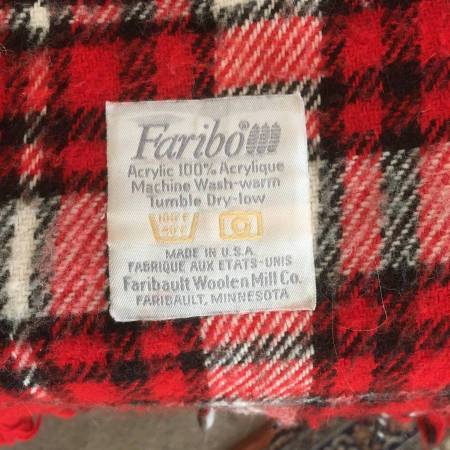 Faribo®
Acrylic 100% Acrylique
Machine Wash-warm
Tumble Dry-low
MADE IN U.S.A.
FABRIQUE AUX ETATS-UNIS
Faribault Woolen Mill Co.
FARIBAULT, MINNESOTA